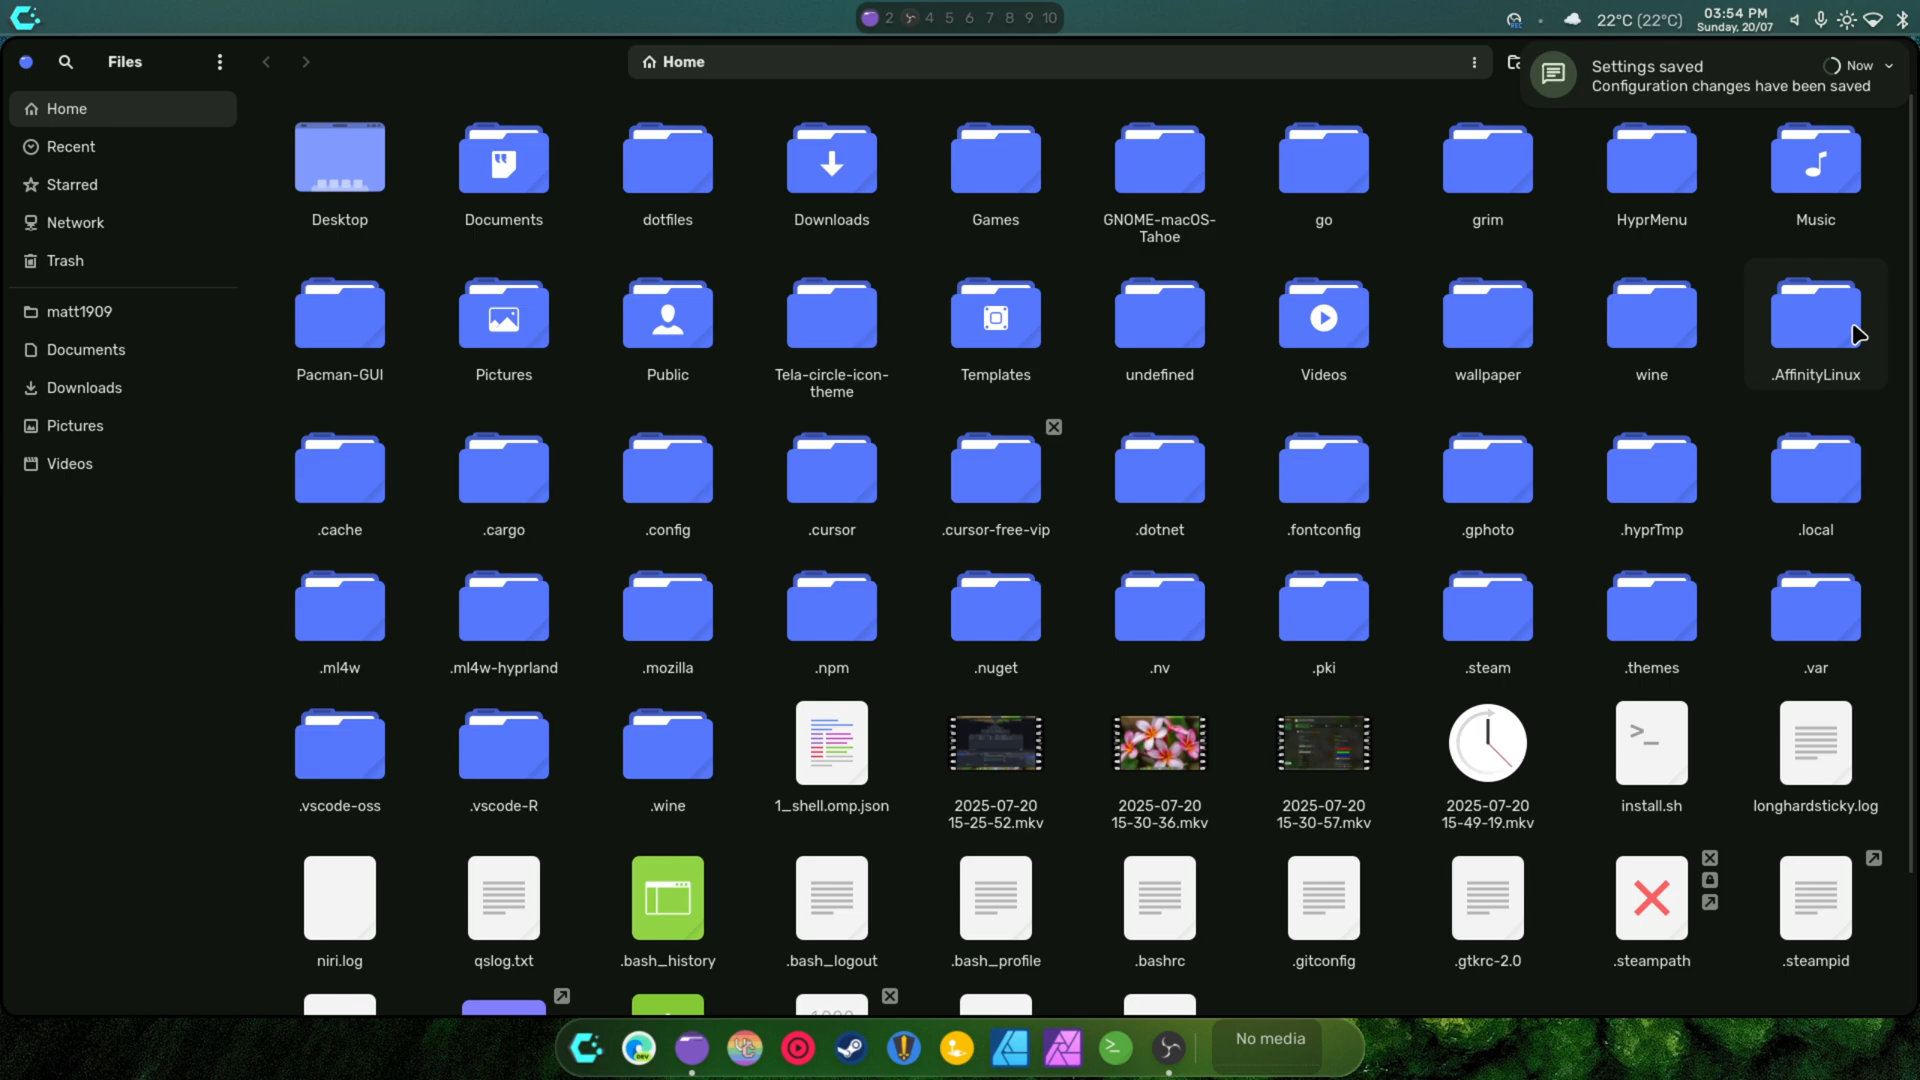 2 4 5 6 7 8 9 10
22°C (22°C)
03:54 PM
Sunday, 20/07
Files
Home
Settings saved
Now
Configuration changes have been saved
Home
Recent
Starred
Network
Trash
matt1909
Documents
Downloads
Pictures
Videos
Desktop
Documents
dotfiles
Downloads
Games
GNOME-macOS-
Tahoe
go
grim
HyprMenu
Music
Pacman-GUI
Pictures
Public
Tela-circle-icon-
theme
Templates
undefined
Videos
wallpaper
wine
.AffinityLinux
.cache
.cargo
.config
.cursor
.cursor-free-vip
.dotnet
.fontconfig
.gphoto
.hyprTmp
.local
.ml4w
.ml4w-hyprland
.mozilla
.npm
.nuget
.nv
.pki
.steam
.themes
.var
.vscode-oss
.vscode-R
.wine
1_shell.omp.json
2025-07-20
15-25-52.mkv
2025-07-20
15-30-36.mkv
2025-07-20
15-30-57.mkv
2025-07-20
15-49-19.mkv
install.sh
longhardsticky.log
niri.log
qslog.txt
.bash_history
.bash_logout
.bash_profile
.bashrc
.gitconfig
.gtkrc-2.0
.steampath
.steampid
No media